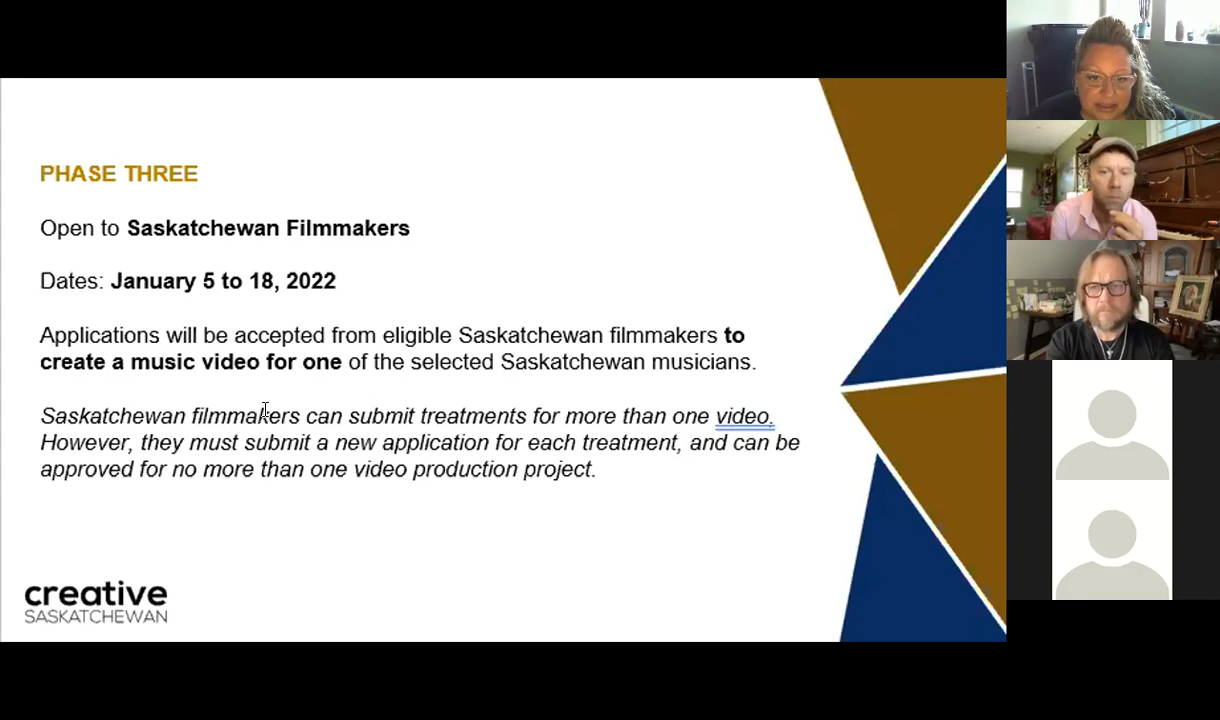 PHASE THREE
Open to Saskatchewan Filmmakers
Dates: January 5 to 18, 2022
Applications will be accepted from eligible Saskatchewan filmmakers to
create a music video for one of the selected Saskatchewan musicians.
Saskatchewan filmmakers can submit treatments for more than one video.
However, they must submit a new application for each treatment, and can be
approved for no more than one video production project.
creative
SASKATCHEWAN